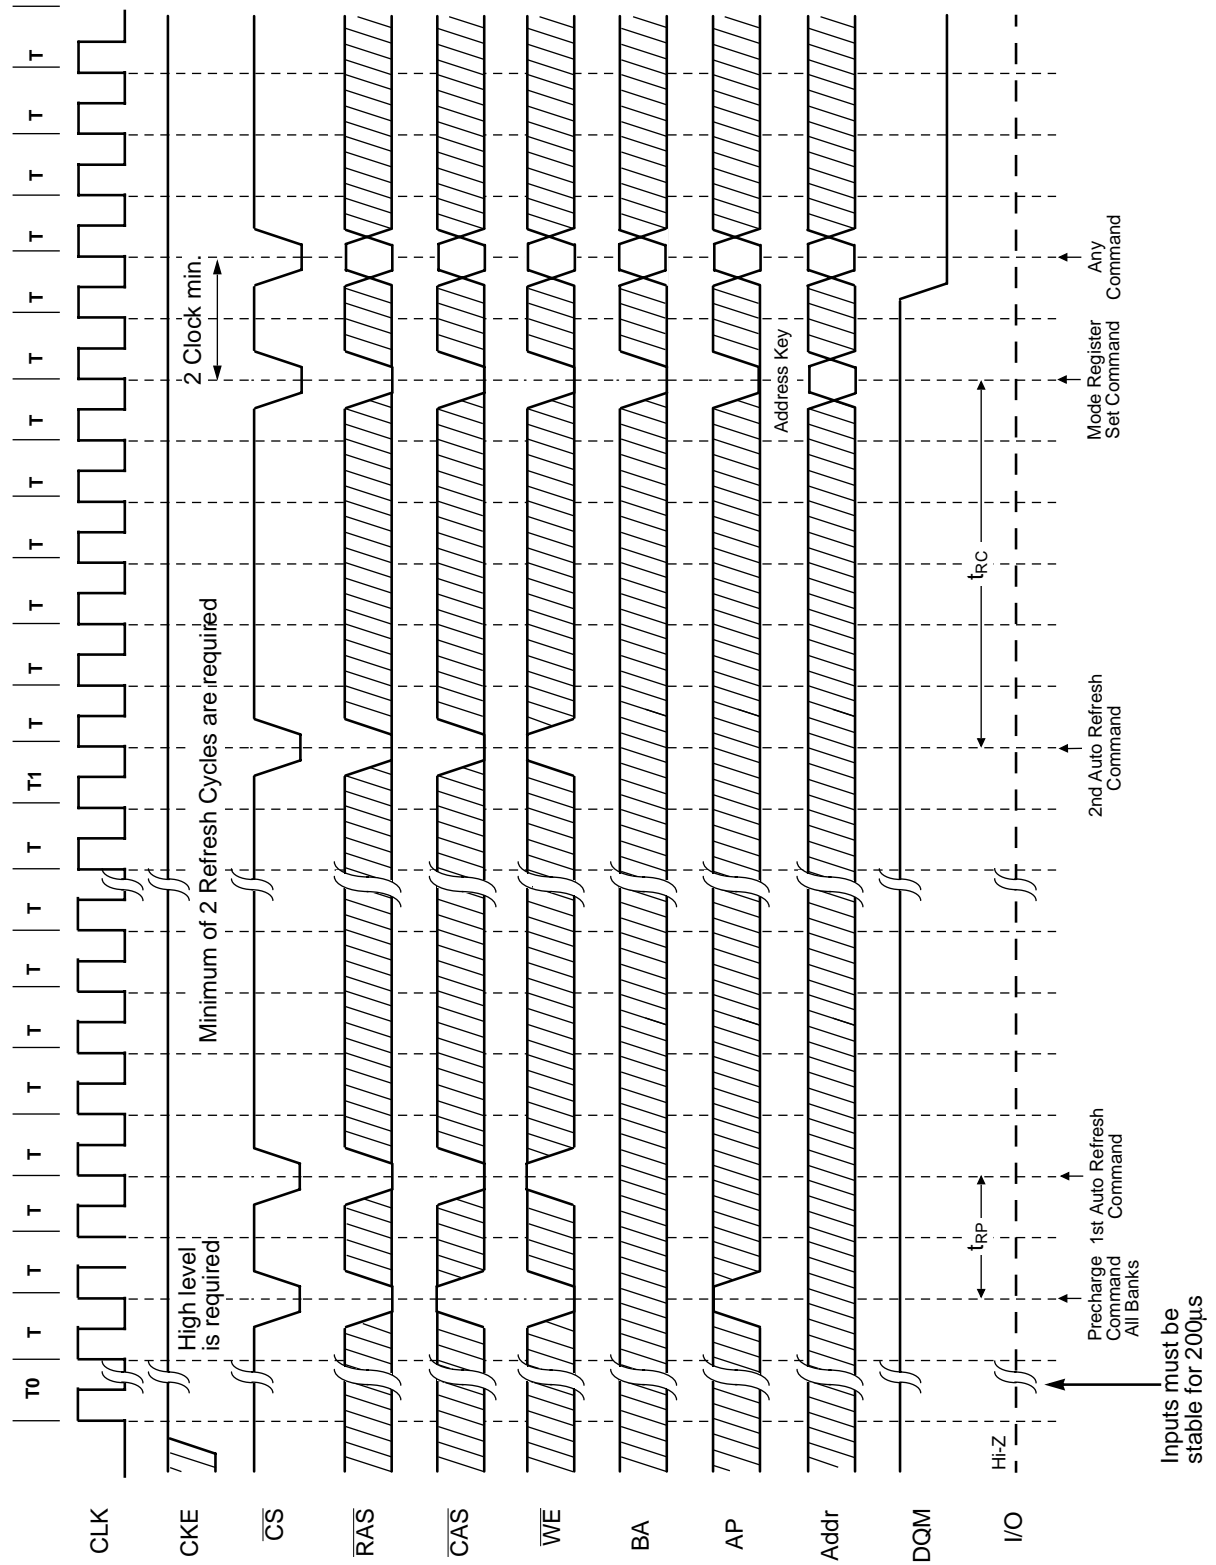 T0 T T T T T T T T T T1 T T T T T T T T T T T T
CLK
CKE
High level
is required
Minimum of 2 Refresh Cycles are required
2 Clock min.
CS
RAS
CAS
WE
BA
AP
Address Key
Addr
DQM
tRP
tRC
I/O
Hi-Z
Precharge
Command
All Banks
1st Auto Refresh
Command
2nd Auto Refresh
Command
Mode Register
Set Command
Any
Command
Inputs must be
stable for 200µs